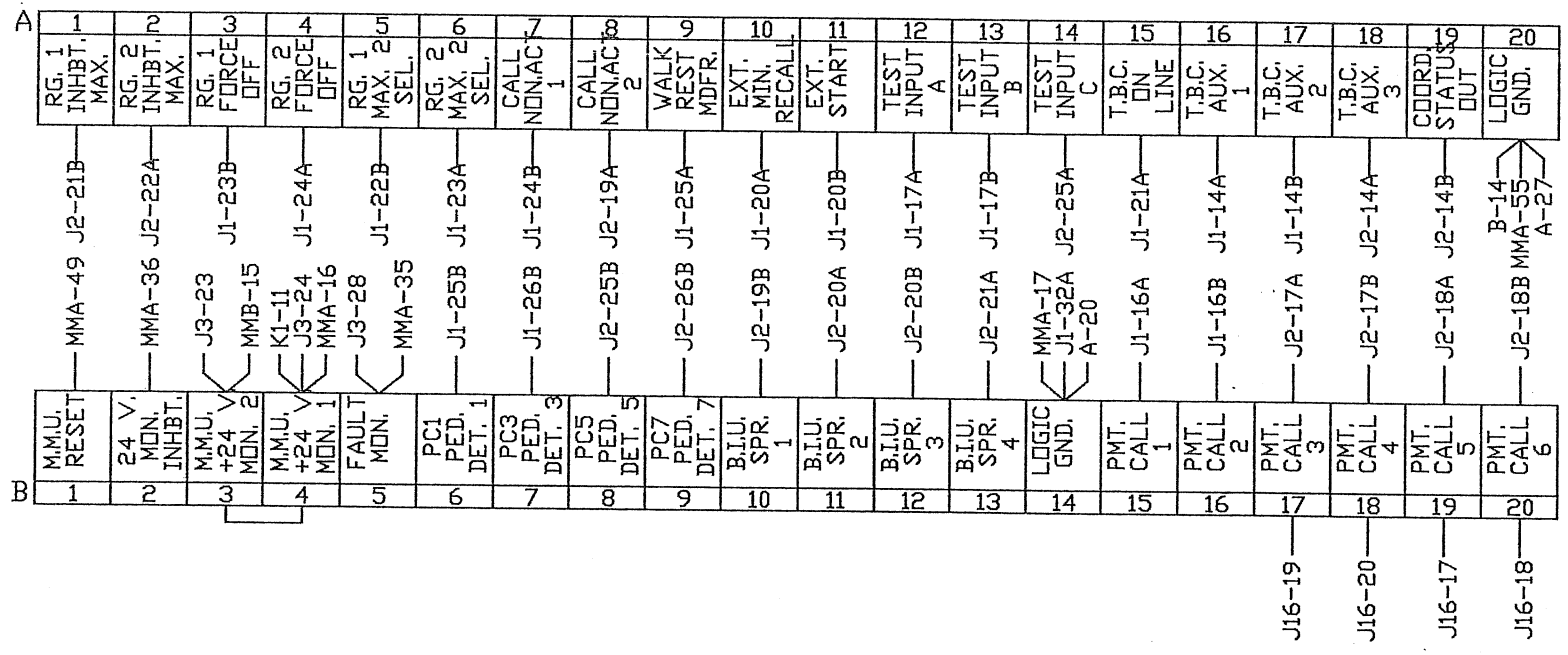 A
1 2 3 4 5 6 7 8 9 10 11 12 13 14 15 16 17 18 19 20
RG. 1
INHBT.
MAX.
RG. 2
INHBT.
MAX.
RG. 1
FORCE
OFF
RG. 2
FORCE
OFF
RG. 1
MAX. 2
SEL.
RG. 2
MAX. 2
SEL.
CALL
NON.ACT
1
CALL
NON.ACT
2
WALK
REST
MDFR.
EXT.
MIN.
RECALL
EXT.
START
TEST
INPUT
A
TEST
INPUT
B
TEST
INPUT
C
T.B.C.
ON
LINE
T.B.C.
AUX.
1
T.B.C.
AUX.
2
T.B.C.
AUX.
3
COORD.
STATUS
OUT
LOGIC
GND.
J2-21B
J2-22A
J1-23B
J1-24A
J1-22B
J1-23A
J1-24B
J2-19A
J1-25A
J1-20A
J1-20B
J1-17A
J1-17B
J2-25A
J1-21A
J1-14A
J1-14B
J2-14A
J2-14B
B-14
MMA-55
A-27
MMA-49
MMA-36
J3-23
MMB-15
K1-11
J3-24
MMA-16
J3-28
MMA-35
J1-25B
J1-26B
J2-25B
J2-26B
J2-19B
J2-20A
J2-20B
J2-21A
MMA-17
J1-32A
A-20
J1-16A
J1-16B
J2-17A
J2-17B
J2-18A
J2-18B
M.M.U.
RESET
24 V.
MON.
INHBT.
M.M.U.
+24 V
MON. 2
M.M.U.
+24 V
MON. 1
FAULT
MON.
PC1
PED.
DET. 1
PC3
PED.
DET. 3
PC5
PED.
DET. 5
PC7
PED.
DET. 7
B.I.U.
SPR.
1
B.I.U.
SPR.
2
B.I.U.
SPR.
3
B.I.U.
SPR.
4
LOGIC
GND.
PMT.
CALL
1
PMT.
CALL
2
PMT.
CALL
3
PMT.
CALL
4
PMT.
CALL
5
PMT.
CALL
6
B
1 2 3 4 5 6 7 8 9 10 11 12 13 14 15 16 17 18 19 20
J16-19
J16-20
J16-17
J16-18